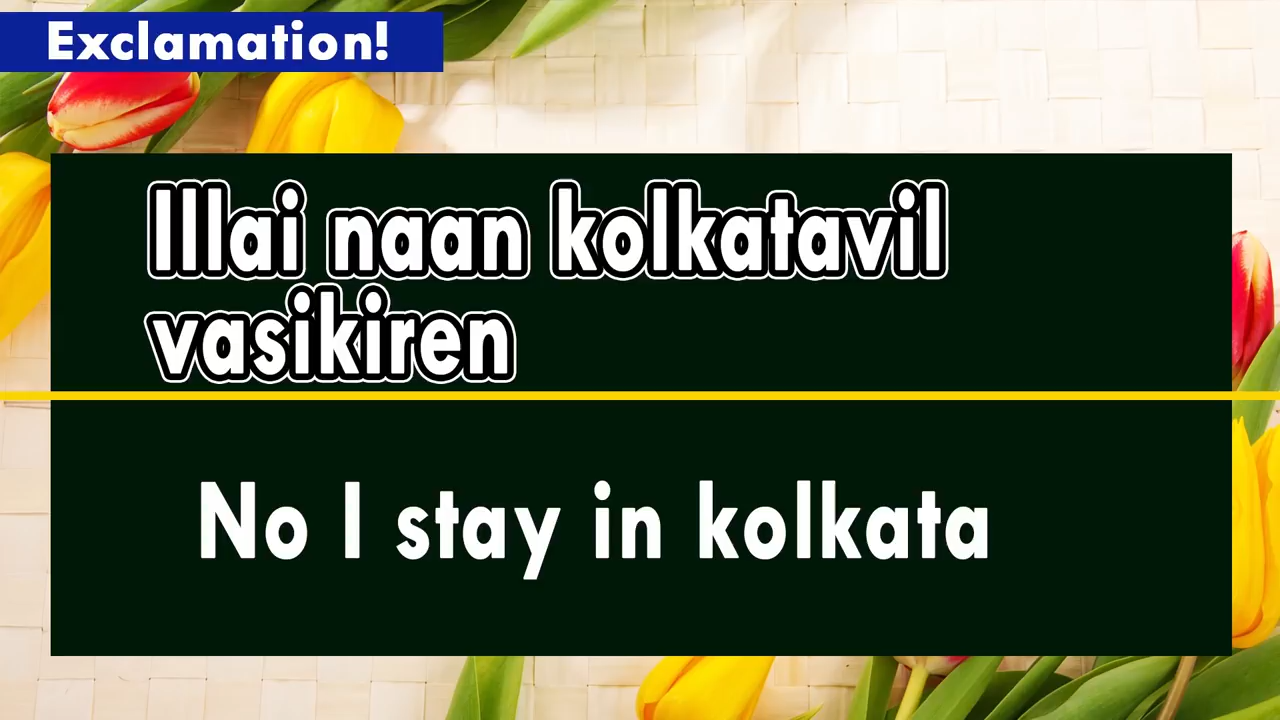 Exclamation!
Illai naan kolkatavil
vasikiren
No I stay in kolkata